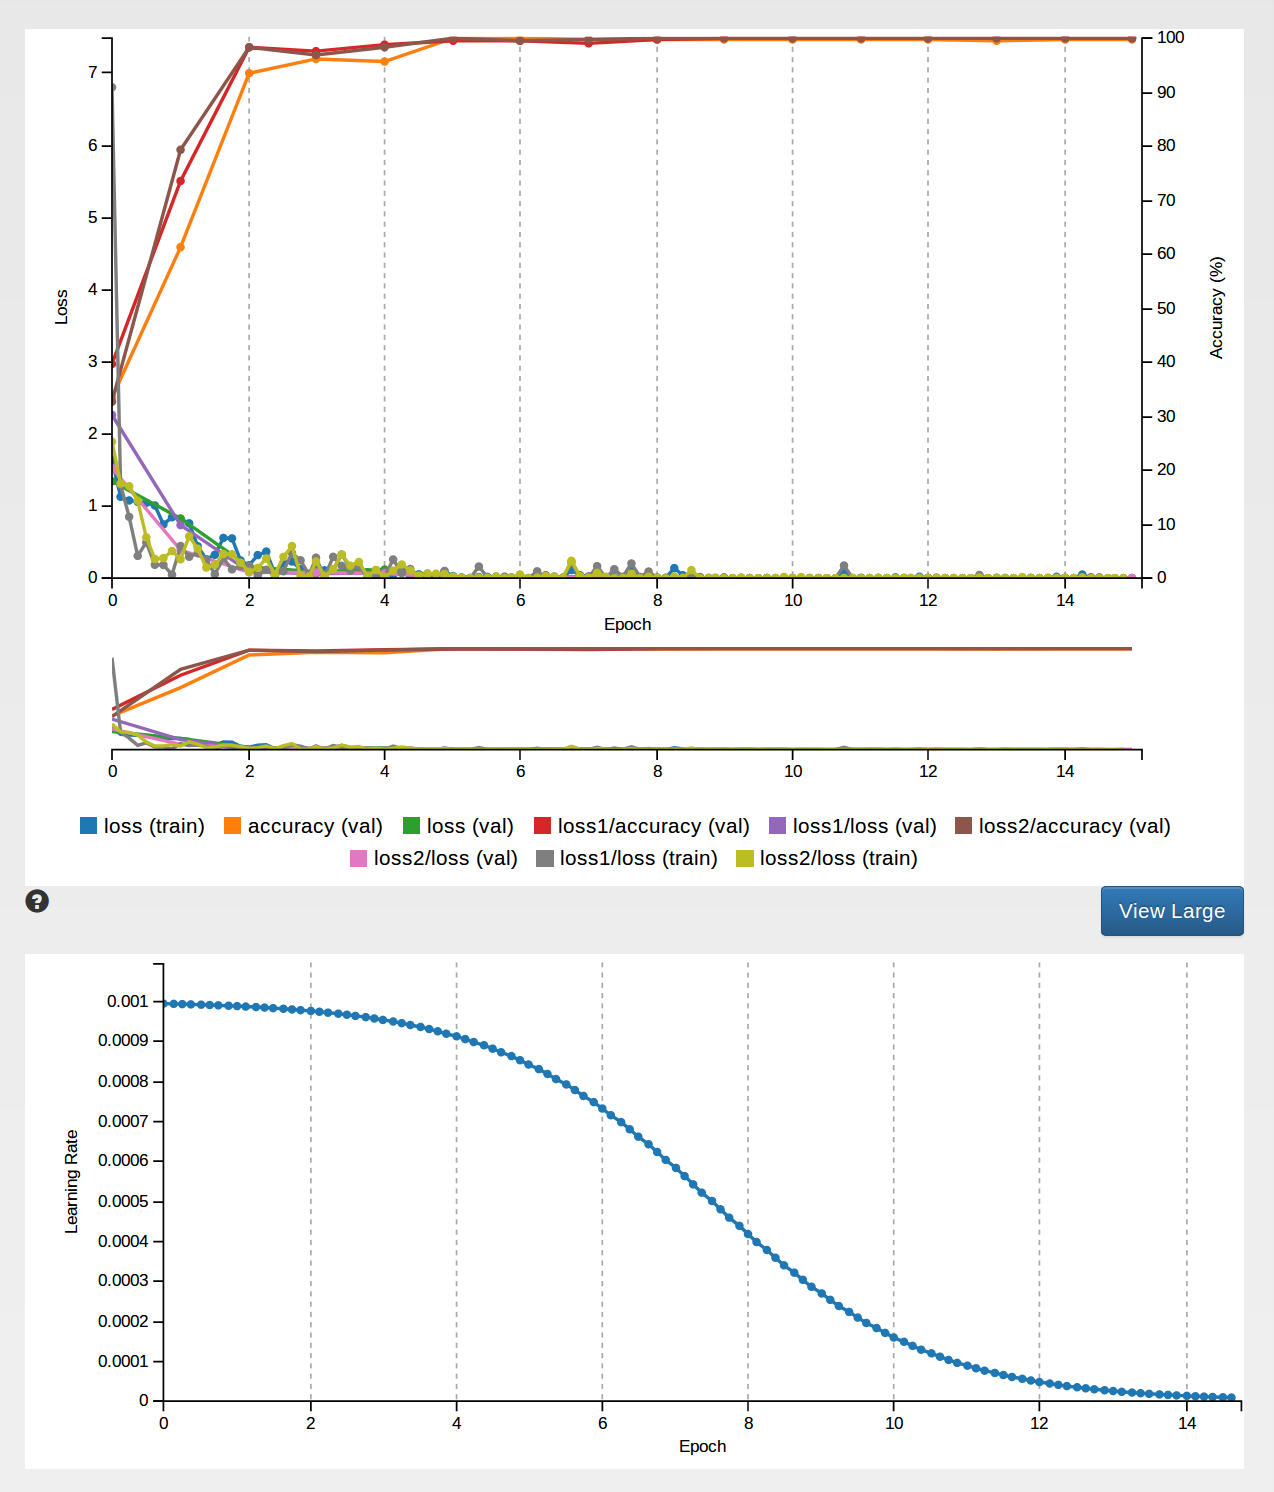 7
6
5
4
3
2
1
0
Loss
100
90
80
70
60
50
40
30
20
10
0
Accuracy (%)
0 2 4 6 8 10 12 14
Epoch
0 2 4 6 8 10 12 14
loss (train) accuracy (val) loss (val) loss1/accuracy (val) loss1/loss (val) loss2/accuracy (val)
loss2/loss (val) loss1/loss (train) loss2/loss (train)
?
View Large
0.001
0.0009
0.0008
0.0007
0.0006
0.0005
0.0004
0.0003
0.0002
0.0001
0
Learning Rate
0 2 4 6 8 10 12 14
Epoch